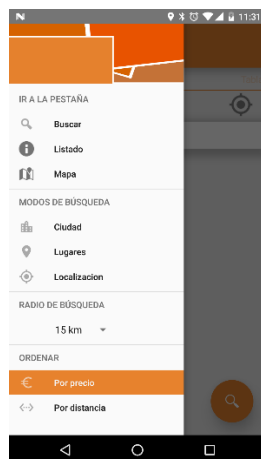 11:31
IR A LA PESTAÑA
Buscar
Listado
Mapa
MODOS DE BÚSQUEDA
Ciudad
Lugares
Localizacion
RADIO DE BÚSQUEDA
15 km
ORDENAR
€ Por precio
Por distancia